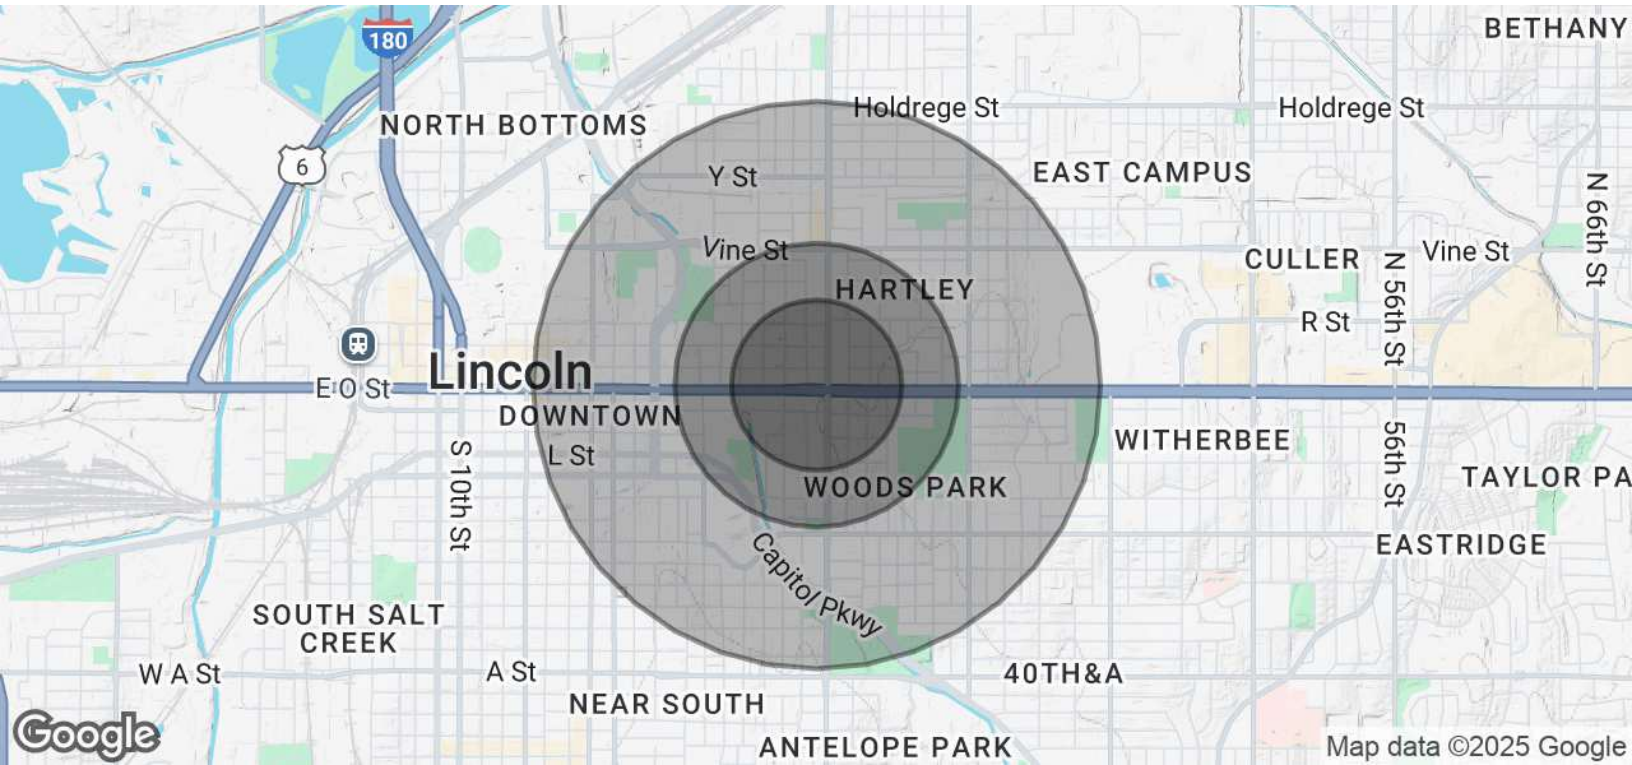 BETHANY
180
Holdrege St
Holdrege St
NORTH BOTTOMS
6
EAST CAMPUS
Y St
N 66th St
Vine St
CULLER
N 56th St
Vine St
HARTLEY
R St
Lincoln
E O St
DOWNTOWN
L St
WITHERBEE
S 10th St
56th St
TAYLOR PA
WOODS PARK
EASTRIDGE
Capitol Pkwy
SOUTH SALT
CREEK
W A St
A St
40TH&A
NEAR SOUTH
Google
ANTELOPE PARK
Map data ©2025 Google